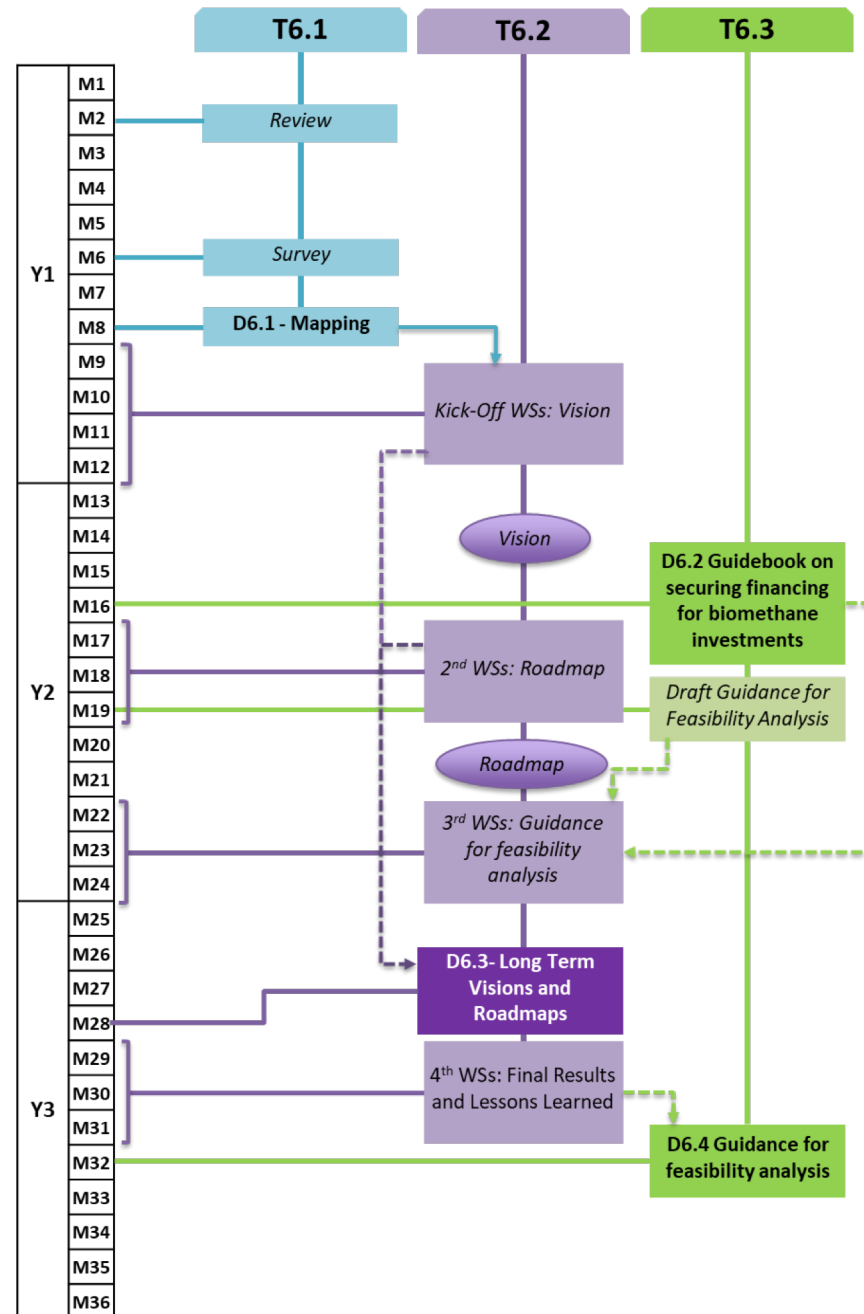 T6.1
T6.2
T6.3
Y1
M1
M2
Review
M3
M4
M5
M6
Survey
M7
M8
D6.1 - Mapping
M9
M10
Kick-Off WSs: Vision
M11
M12
Y2
M13
M14
Vision
M15
D6.2 Guidebook on
securing financing
for biomethane
investments
M16
M17
M18
2nd WSs: Roadmap
M19
Draft Guidance for
Feasibility Analysis
M20
M21
Roadmap
M22
M23
3rd WSs: Guidance
for feasibility
analysis
M24
Y3
M25
M26
D6.3- Long Term
Visions and
Roadmaps
M27
M28
M29
M30
4th WSs: Final Results
and Lessons Learned
M31
M32
D6.4 Guidance for
feasibility analysis
M33
M34
M35
M36